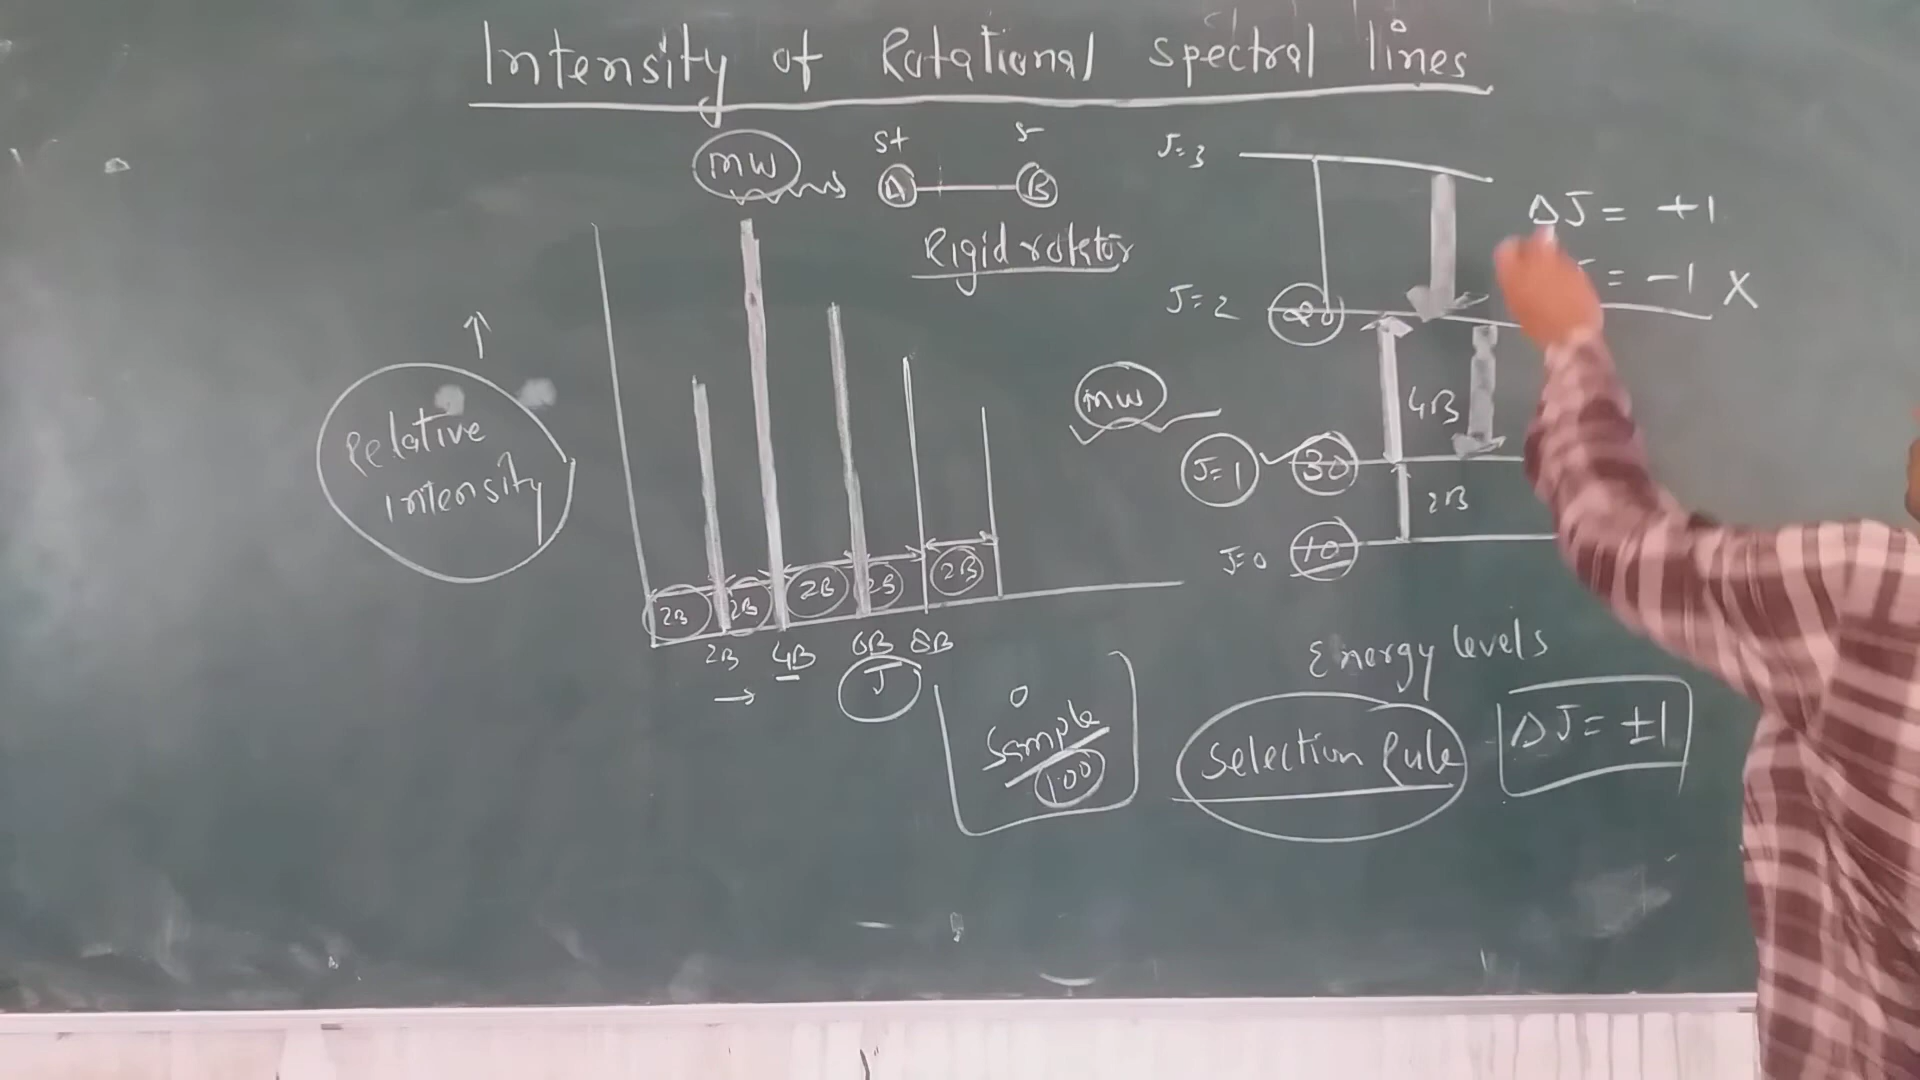 Intensity of Rotational spectral lines
mw
S+
S-
A
B
Rigid rotator
Relative
Intensity
2B
2B
2B
2B
2B
2B
4B
6B
8B
J
Sample
100
J=3
J=2
mw
J=1
30
J=0
10
4B
2B
ΔJ = +1
= -1 X
Energy levels
Selection Rule
ΔJ = ±1